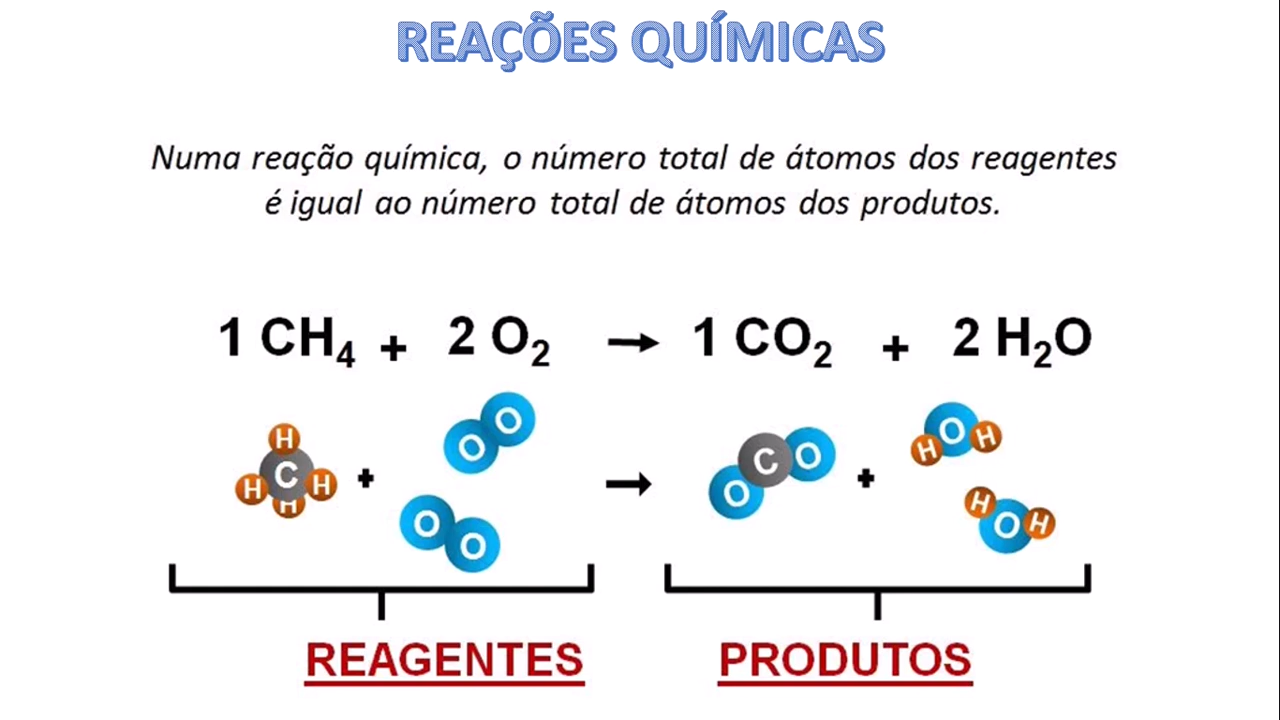 REAÇÕES QUÍMICAS
Numa reação química, o número total de átomos dos reagentes
é igual ao número total de átomos dos produtos.
1 CH₄ + 2 O₂ → 1 CO₂ + 2 H₂O
H C H H H + O O O O → O C O + H O H H O H
REAGENTES PRODUTOS